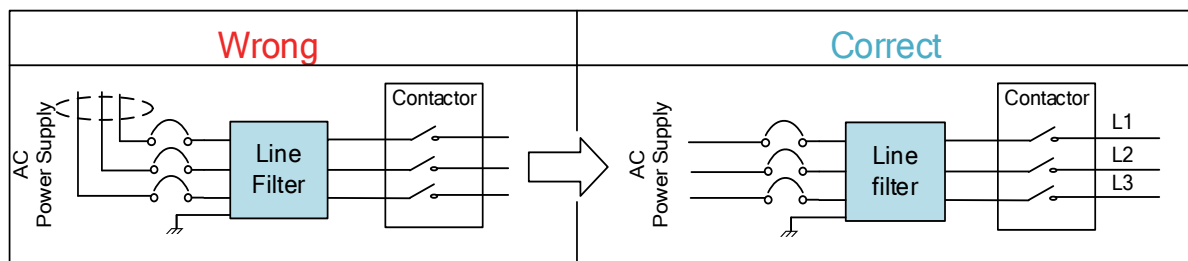 Wrong
Correct
AC
Power Supply
Line
Filter
Contactor
AC
Power Supply
Line
filter
Contactor
L1
L2
L3